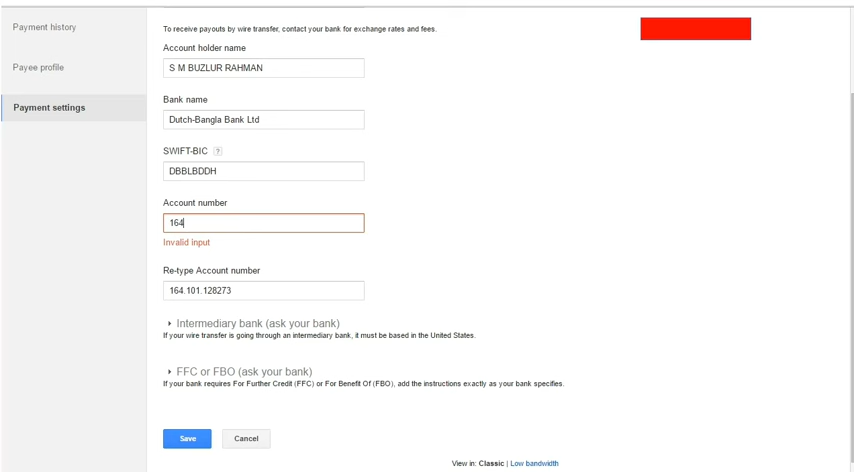 Payment history
Payee profile
Payment settings
To receive payouts by wire transfer, contact your bank for exchange rates and fees.
Account holder name
S M BUZLUR RAHMAN
Bank name
Dutch-Bangla Bank Ltd
SWIFT-BIC ?
DBBLBDDH
Account number
164
Invalid input
Re-type Account number
164.101.128273
Intermediary bank (ask your bank)
If your wire transfer is going through an intermediary bank, it must be based in the United States.
FFC or FBO (ask your bank)
If your bank requires For Further Credit (FFC) or For Benefit Of (FBO), add the instructions exactly as your bank specifies.
Save Cancel
View in: Classic | Low bandwidth